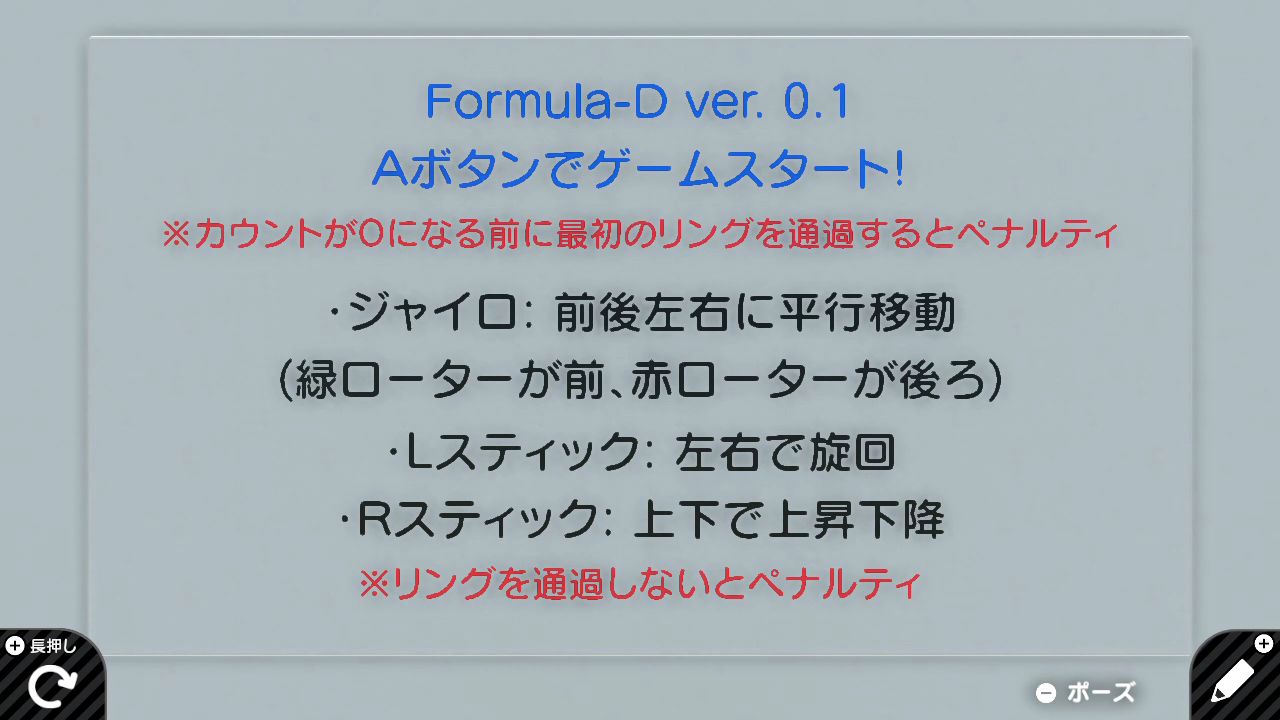 Formula-D ver. 0.1
Aボタンでゲームスタート!
※カウントが0になる前に最初のリングを通過するとペナルティ
・ジャイロ: 前後左右に平行移動
(緑ローターが前、赤ローターが後ろ)
・Lスティック: 左右で旋回
・Rスティック: 上下で上昇下降
※リングを通過しないとペナルティ
長押し
ポーズ